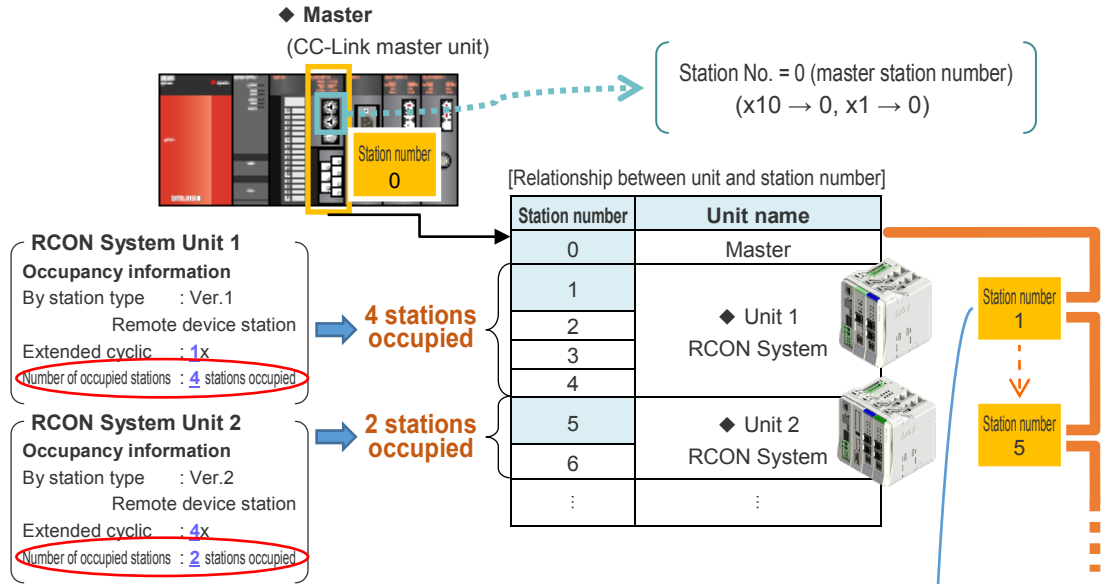 ◆ Master
(CC-Link master unit)
Station No. = 0 (master station number)
(x10 → 0, x1 → 0)
Station number
0
[Relationship between unit and station number]
Station number Unit name
0 Master
1
2
3
4
◆ Unit 1
RCON System
5
6
◆ Unit 2
RCON System
⋮ ⋮
RCON System Unit 1
Occupancy information
By station type : Ver.1
Remote device station
Extended cyclic : 1x
Number of occupied stations : 4 stations occupied
4 stations
occupied
RCON System Unit 2
Occupancy information
By station type : Ver.2
Remote device station
Extended cyclic : 4x
Number of occupied stations : 2 stations occupied
2 stations
occupied
Station number
1
Station number
5